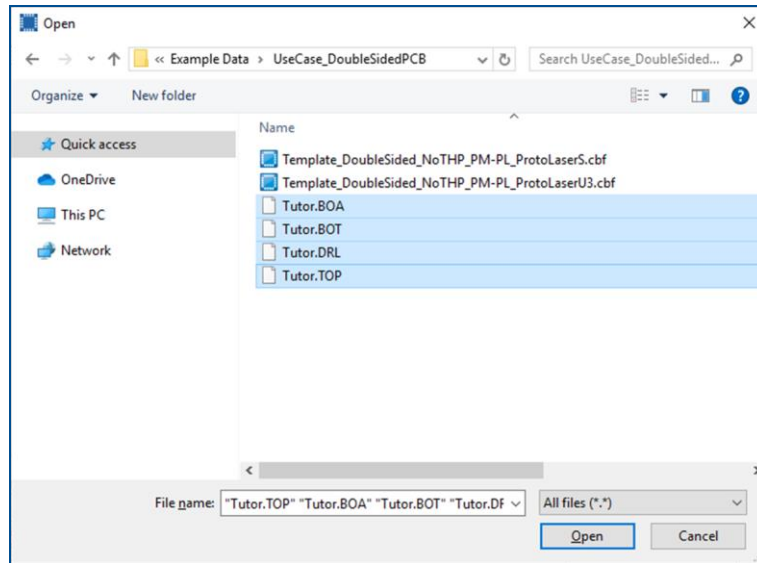 Open
« Example Data › UseCase_DoubleSidedPCB
Search UseCase_DoubleSided...
Organize
New folder
Quick access
OneDrive
This PC
Network
Name
Template_DoubleSided_NoTHP_PM-PL_ProtoLaserS.cbf
Template_DoubleSided_NoTHP_PM-PL_ProtoLaserU3.cbf
Tutor.BOA
Tutor.BOT
Tutor.DRL
Tutor.TOP
File name: "Tutor.TOP" "Tutor.BOA" "Tutor.BOT" "Tutor.DF
All files (*.*)
Open
Cancel